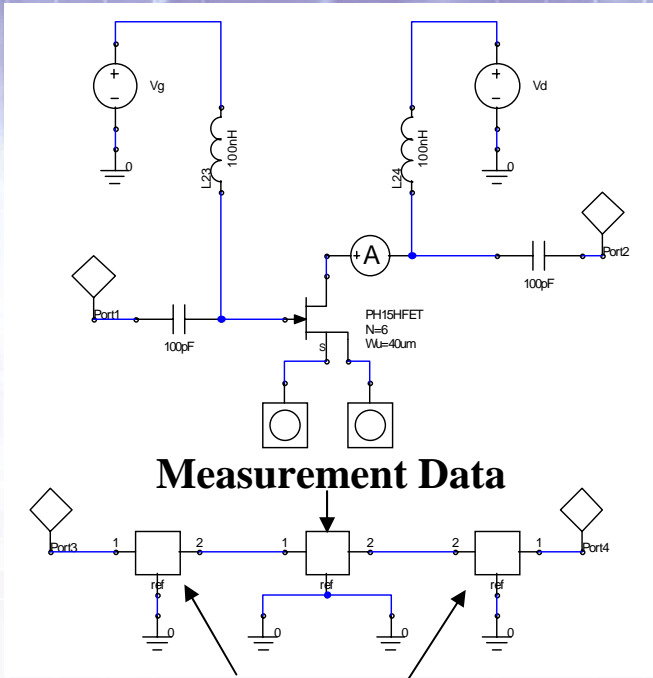 Vg
0
L23
100nH
L24
100nH
Vd
0
Port1
100pF
A
PH15HFET
N=6
Wu=40um
S
100pF
Port2
Measurement Data
Port3
1
2
ref
0
1
2
ref
0
0
2
1
ref
0
Port4